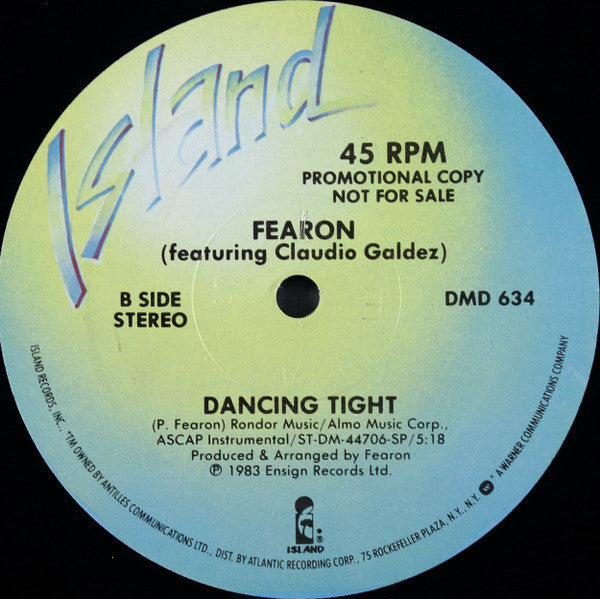 Island
45 RPM
PROMOTIONAL COPY
NOT FOR SALE
FEARON
(featuring Claudio Galdez)
B SIDE
STEREO
DMD 634
DANCING TIGHT
(P. Fearon) Rondor Music/Almo Music Corp.,
ASCAP Instrumental/ST-DM-44706-SP/5:18
Produced & Arranged by Fearon
℗ 1983 Ensign Records Ltd.
ISLAND
ISLAND RECORDS, INC., *TM OWNED BY ANTILLES COMMUNICATIONS LTD., DIST. BY ATLANTIC RECORDING CORP., 75 ROCKEFELLER PLAZA, N.Y., N.Y. * A WARNER COMMUNICATIONS COMPANY